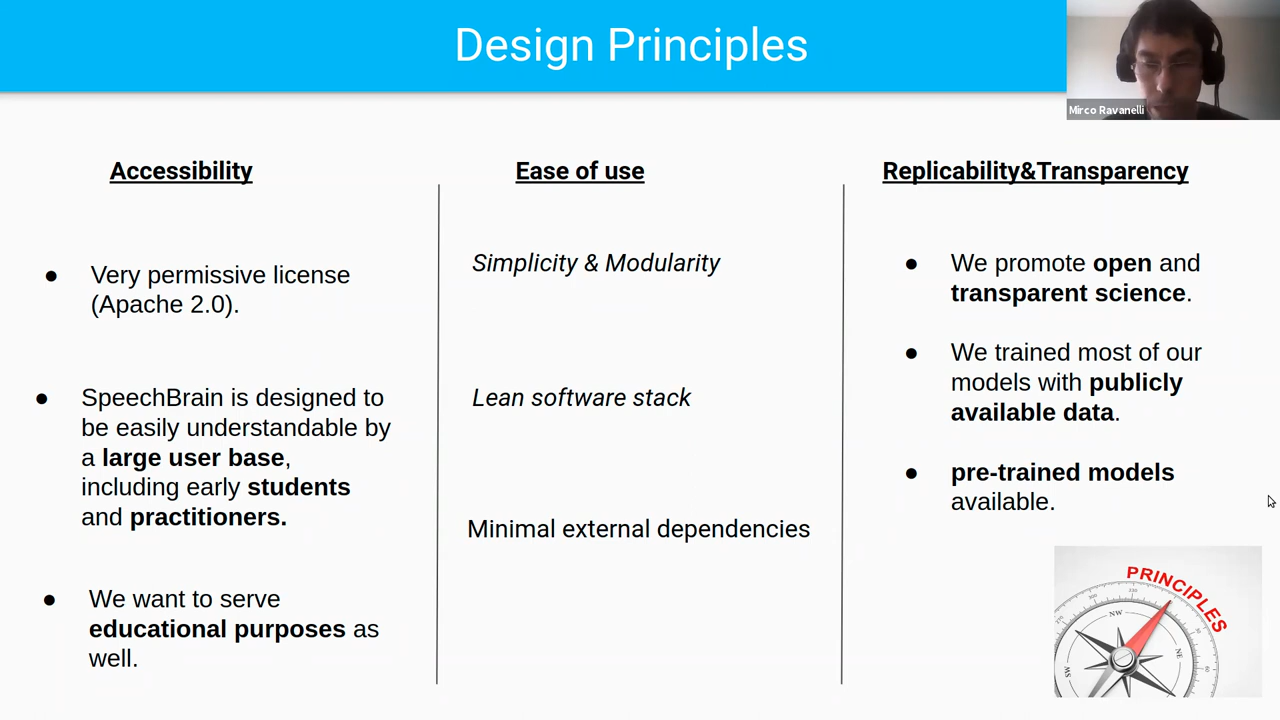 Design Principles
Mirco Ravanelli
Accessibility
● Very permissive license
(Apache 2.0).
● SpeechBrain is designed to
be easily understandable by
a large user base,
including early students
and practitioners.
● We want to serve
educational purposes as
well.
Ease of use
Simplicity & Modularity
Lean software stack
Minimal external dependencies
Replicability&Transparency
● We promote open and
transparent science.
● We trained most of our
models with publicly
available data.
● pre-trained models
available.
PRINCIPLES
NW
NE
SW